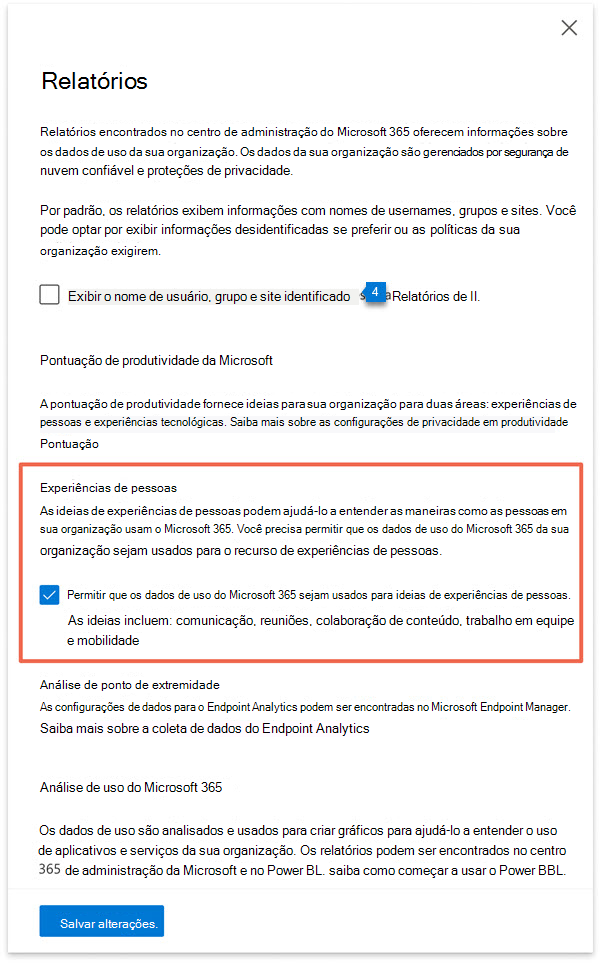 Relatórios
Relatórios encontrados no centro de administração do Microsoft 365 oferecem informações sobre
os dados de uso da sua organização. Os dados da sua organização são gerenciados por segurança de
nuvem confiável e proteções de privacidade.
Por padrão, os relatórios exibem informações com nomes de usernames, grupos e sites. Você
pode optar por exibir informações desidentificadas se preferir ou as políticas da sua
organização exigirem.
Exibir o nome de usuário, grupo e site identificado 4 Relatórios de II.
Pontuação de produtividade da Microsoft
A pontuação de produtividade fornece ideias para sua organização para duas áreas: experiências de
pessoas e experiências tecnológicas. Saiba mais sobre as configurações de privacidade em produtividade
Pontuação
Experiências de pessoas
As ideias de experiências de pessoas podem ajudá-lo a entender as maneiras como as pessoas em
sua organização usam o Microsoft 365. Você precisa permitir que os dados de uso do Microsoft 365 da sua
organização sejam usados para o recurso de experiências de pessoas.
Permitir que os dados de uso do Microsoft 365 sejam usados para ideias de experiências de pessoas.
As ideias incluem: comunicação, reuniões, colaboração de conteúdo, trabalho em equipe
e mobilidade
Análise de ponto de extremidade
As configurações de dados para o Endpoint Analytics podem ser encontradas no Microsoft Endpoint Manager.
Saiba mais sobre a coleta de dados do Endpoint Analytics
Análise de uso do Microsoft 365
Os dados de uso são analisados e usados para criar gráficos para ajudá-lo a entender o uso
de aplicativos e serviços da sua organização. Os relatórios podem ser encontrados no centro
365 de administração da Microsoft e no Power BL. saiba como começar a usar o Power BBL.
Salvar alterações.